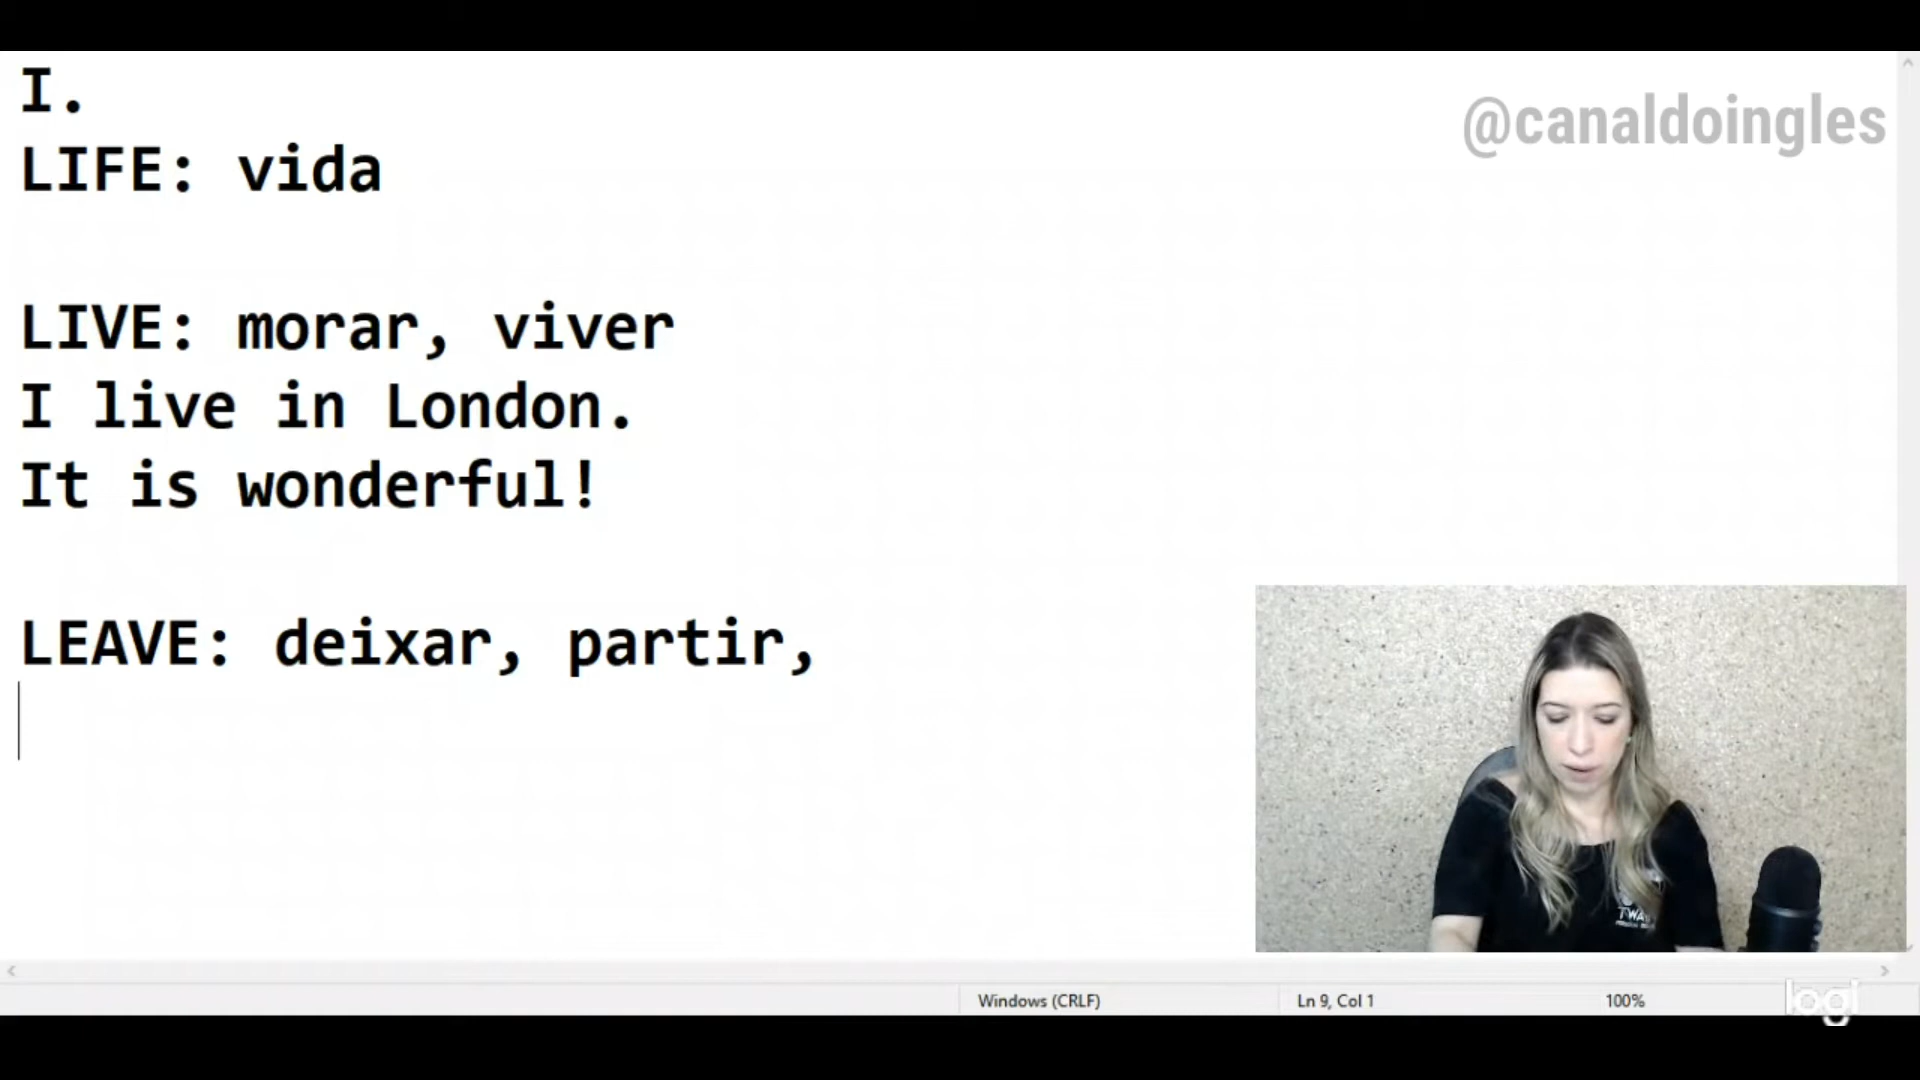 I.
@canaldoingles
LIFE: vida
LIVE: morar, viver
I live in London.
It is wonderful!
LEAVE: deixar, partir,
Windows (CRLF)
Ln 9, Col 1
100%
logi